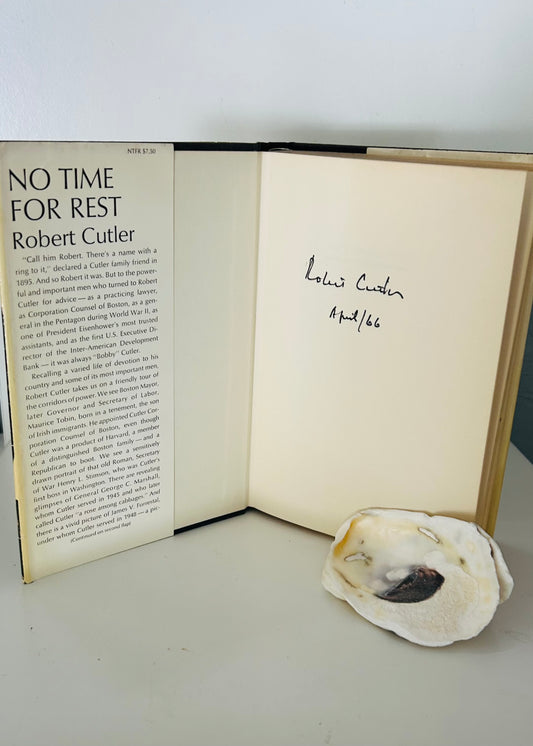 NTFR $7.50
NO TIME
FOR REST
Robert Cutler
"Call him Robert. There's a name with a
ring to it," declared a Cutler family friend in
1895. And so Robert it was. But to the power-
ful and important men who turned to Robert
Cutler for advice — as a practicing lawyer,
as Corporation Counsel of Boston, as a gen-
eral in the Pentagon during World War II, as
one of President Eisenhower's most trusted
assistants, and as the first U.S. Executive Di-
rector of the Inter-American Development
Bank — it was always "Bobby" Cutler.
Recalling a varied life of devotion to his
country and some of its most important men,
Robert Cutler takes us on a friendly tour of
the corridors of power. We see Boston Mayor,
later Governor and Secretary of Labor,
Maurice Tobin, born in a tenement, the son
of Irish immigrants. He appointed Cutler Cor-
poration Counsel of Boston, even though
Cutler was a product of Harvard, a member
of a distinguished Boston family — and a
Republican to boot. We see a sensitively
drawn portrait of that old Roman, Secretary
of War Henry L. Stimson, who was Cutler's
first boss in Washington. There are revealing
glimpses of General George C. Marshall,
whom Cutler served in 1945 and who later
called Cutler "a rose among cabbages." And
there is a vivid picture of James V. Forrestal,
under whom Cutler served in 1948 — a pic-
(Continued on second flap)
Robert Cutler
April/66